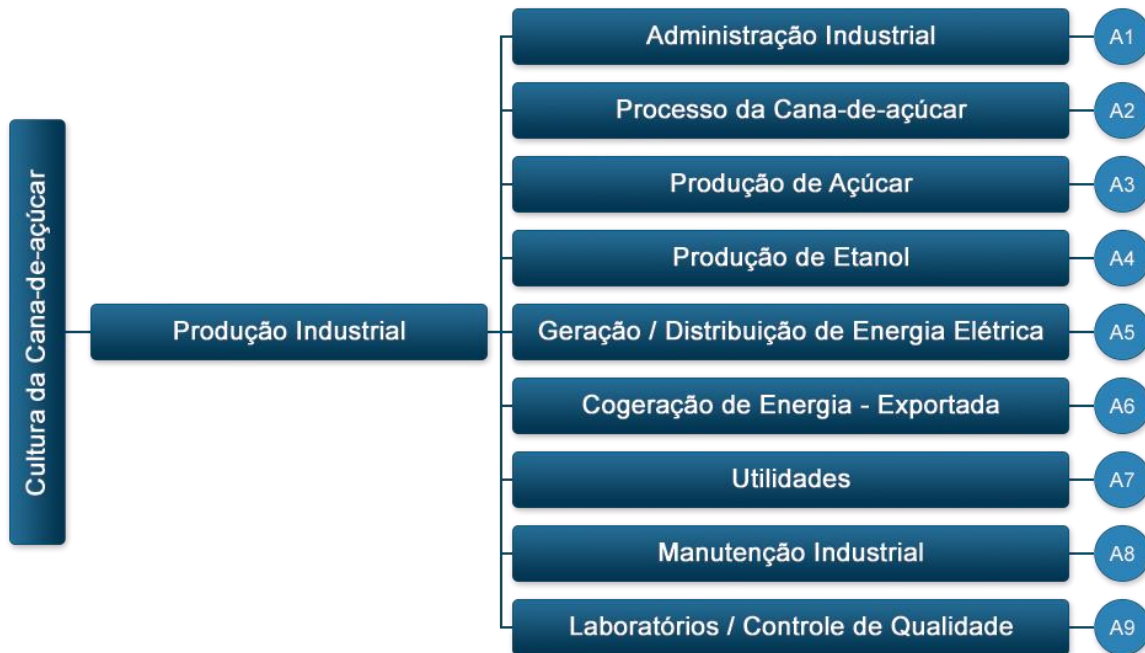 Cultura da Cana-de-açúcar
Produção Industrial
Administração Industrial
A1
Processo da Cana-de-açúcar
A2
Produção de Açúcar
A3
Produção de Etanol
A4
Geração / Distribuição de Energia Elétrica
A5
Cogeração de Energia - Exportada
A6
Utilidades
A7
Manutenção Industrial
A8
Laboratórios / Controle de Qualidade
A9